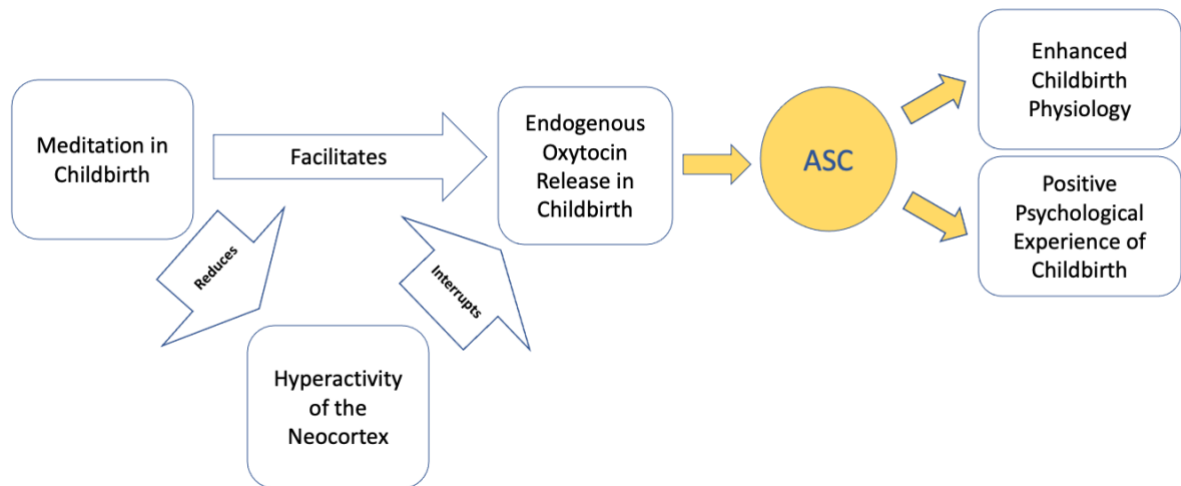 Meditation in
Childbirth
Facilitates
Reduces
Hyperactivity
of the
Neocortex
Interrupts
Endogenous
Oxytocin
Release in
Childbirth
ASC
Enhanced
Childbirth
Physiology
Positive
Psychological
Experience of
Childbirth